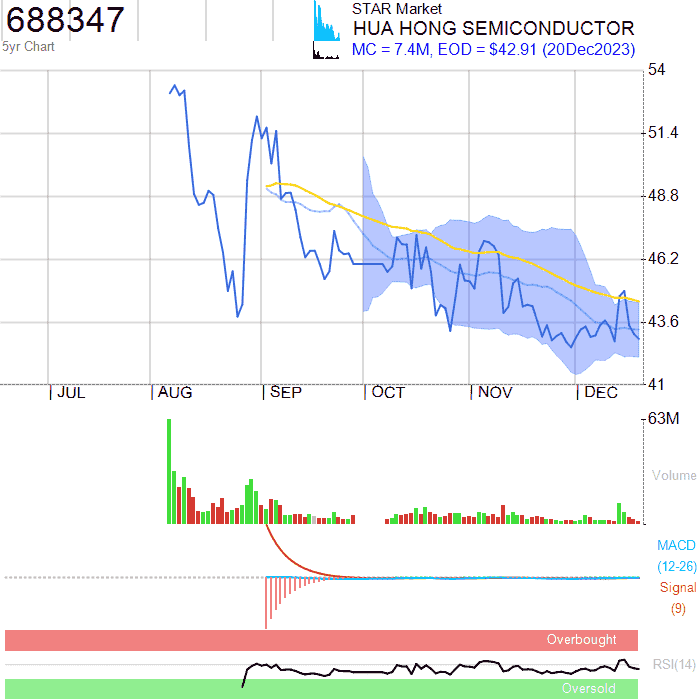 688347
STAR Market
HUA HONG SEMICONDUCTOR
5yr Chart
MC = 7.4M, EOD = $42.91 (20Dec2023)
54
51.4
48.8
46.2
43.6
41
JUL AUG SEP OCT NOV DEC
63M
Volume
MACD
(12-26)
Signal
(9)
Overbought
RSI(14)
Oversold